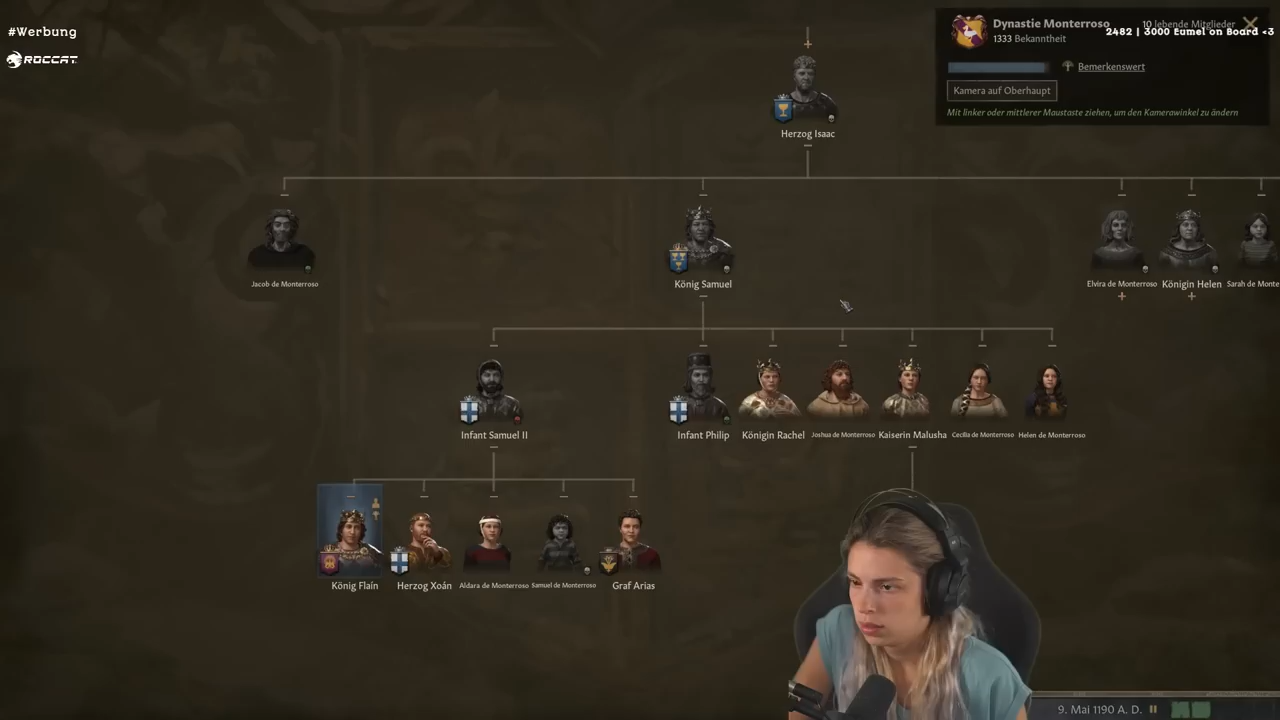 #Werbung
ROCCAT
Dynastie Monterroso
10 lebende Mitglieder
1333 Bekanntheit
2482 | 3000 Eumel on Board <3
Bemerkenswert
Kamera auf Oberhaupt
Mit linker oder mittlerer Maustaste ziehen, um den Kamerawinkel zu ändern
Herzog Isaac
Jacob de Monterroso
König Samuel
Elvira de Monterroso
Königin Helen
Sarah de Monte
Infant Samuel II
Infant Philip
Königin Rachel
Joshua de Monterroso
Kaiserin Malusha
Cecilia de Monterroso
Helen de Monterroso
König Flaín
Herzog Xoán
Aldara de Monterroso
Samuel de Monterroso
Graf Arias
9. Mai 1190 A. D.